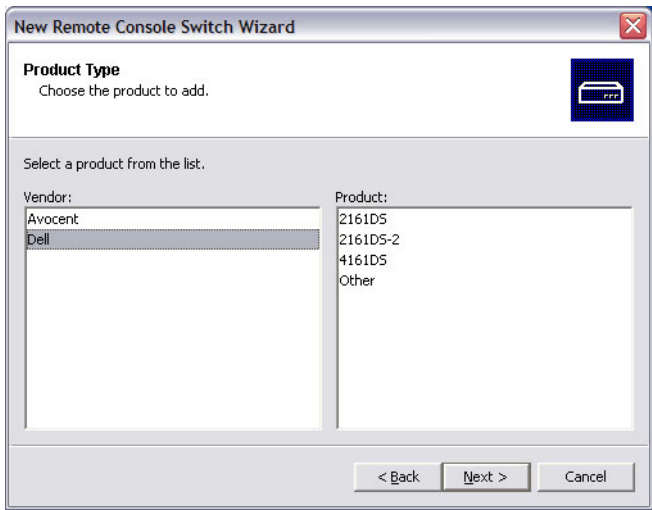 New Remote Console Switch Wizard
Product Type
Choose the product to add.
Select a product from the list.
Vendor:
Avocent
Dell
Product:
2161DS
2161DS-2
4161DS
Other
< Back
Next >
Cancel